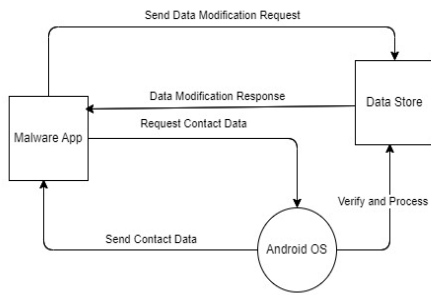 Send Data Modification Request
Data Modification Response
Data Store
Malware App
Request Contact Data
Verify and Process
Send Contact Data
Android OS